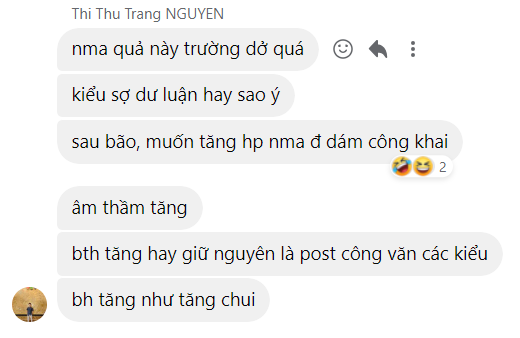 Thi Thu Trang NGUYEN
nma quả này trường dở quá
kiểu sợ dư luận hay sao ý
sau bão, muốn tăng hp nma đ dám công khai
2
âm thầm tăng
bth tăng hay giữ nguyên là post công văn các kiểu
bh tăng như tăng chui